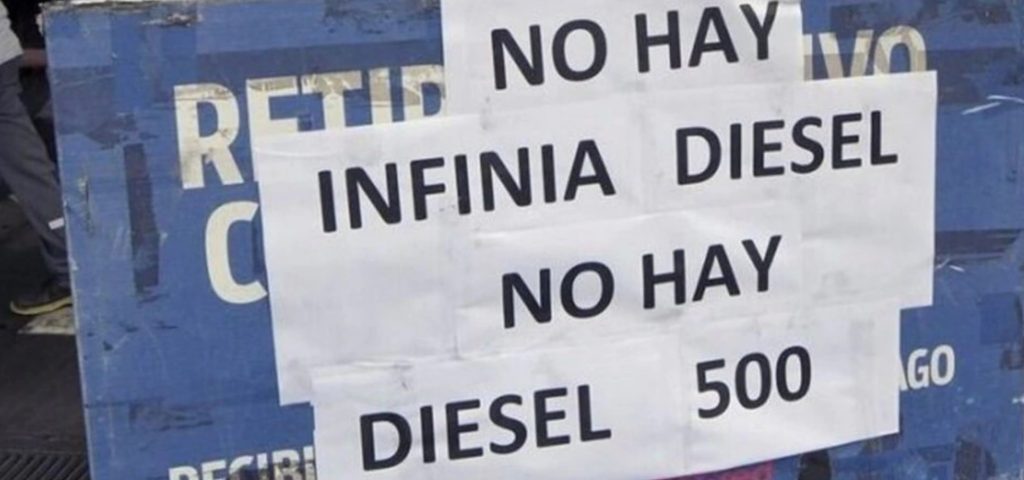 NO HAY
INFINIA DIESEL
NO HAY
DIESEL 500